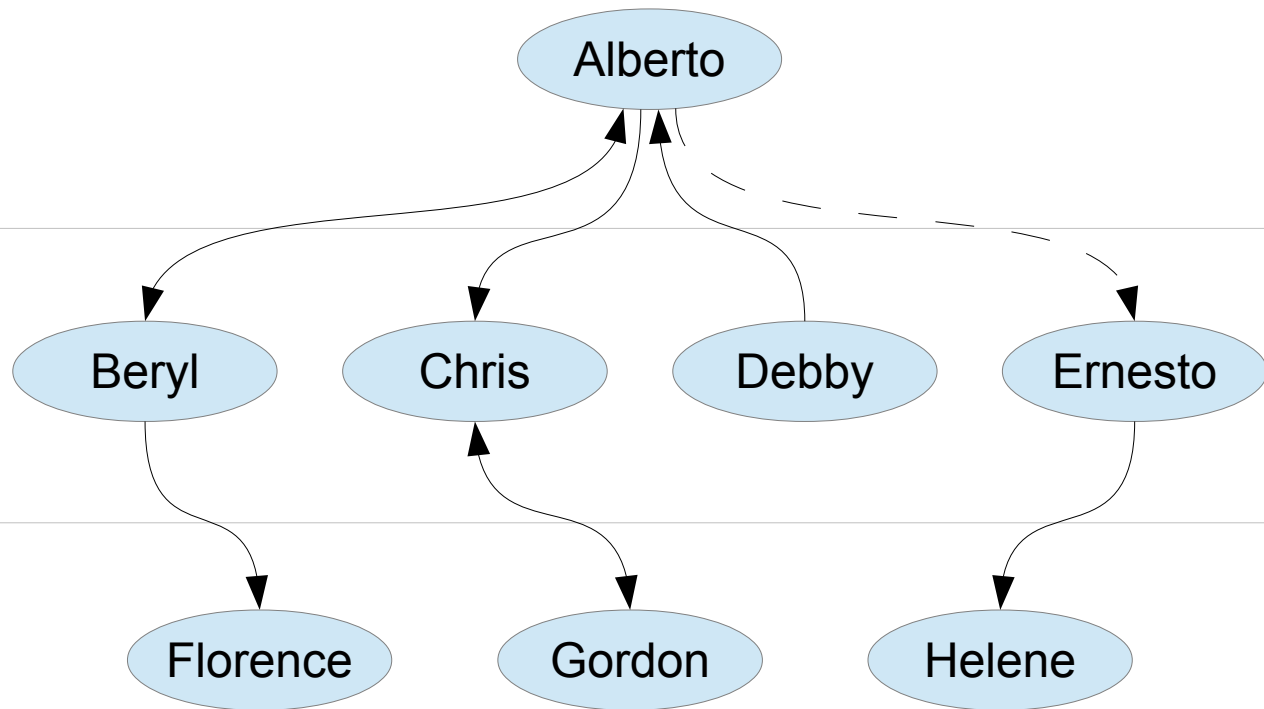 Alberto
Beryl
Chris
Debby
Ernesto
Florence
Gordon
Helene